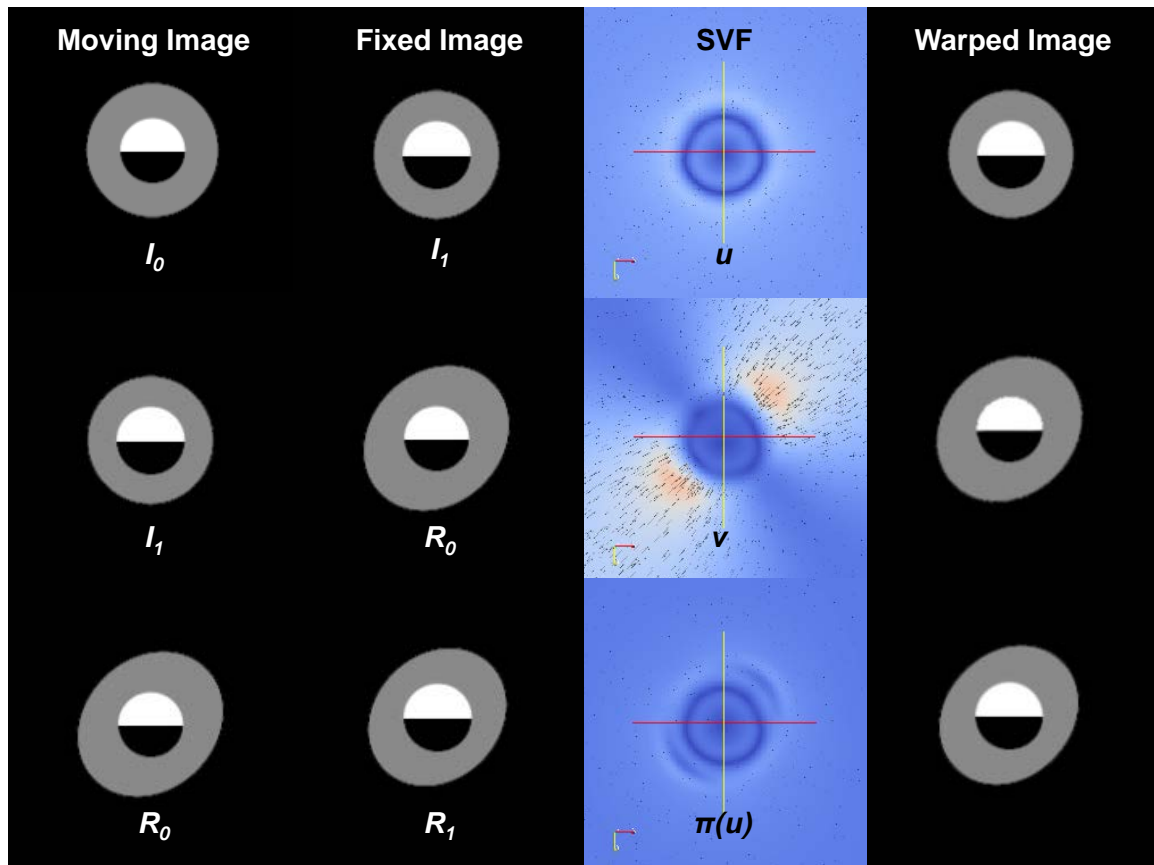 Moving Image Fixed Image SVF Warped Image
I₀ I₁ u
I₁ R₀ v
R₀ R₁ π(u)